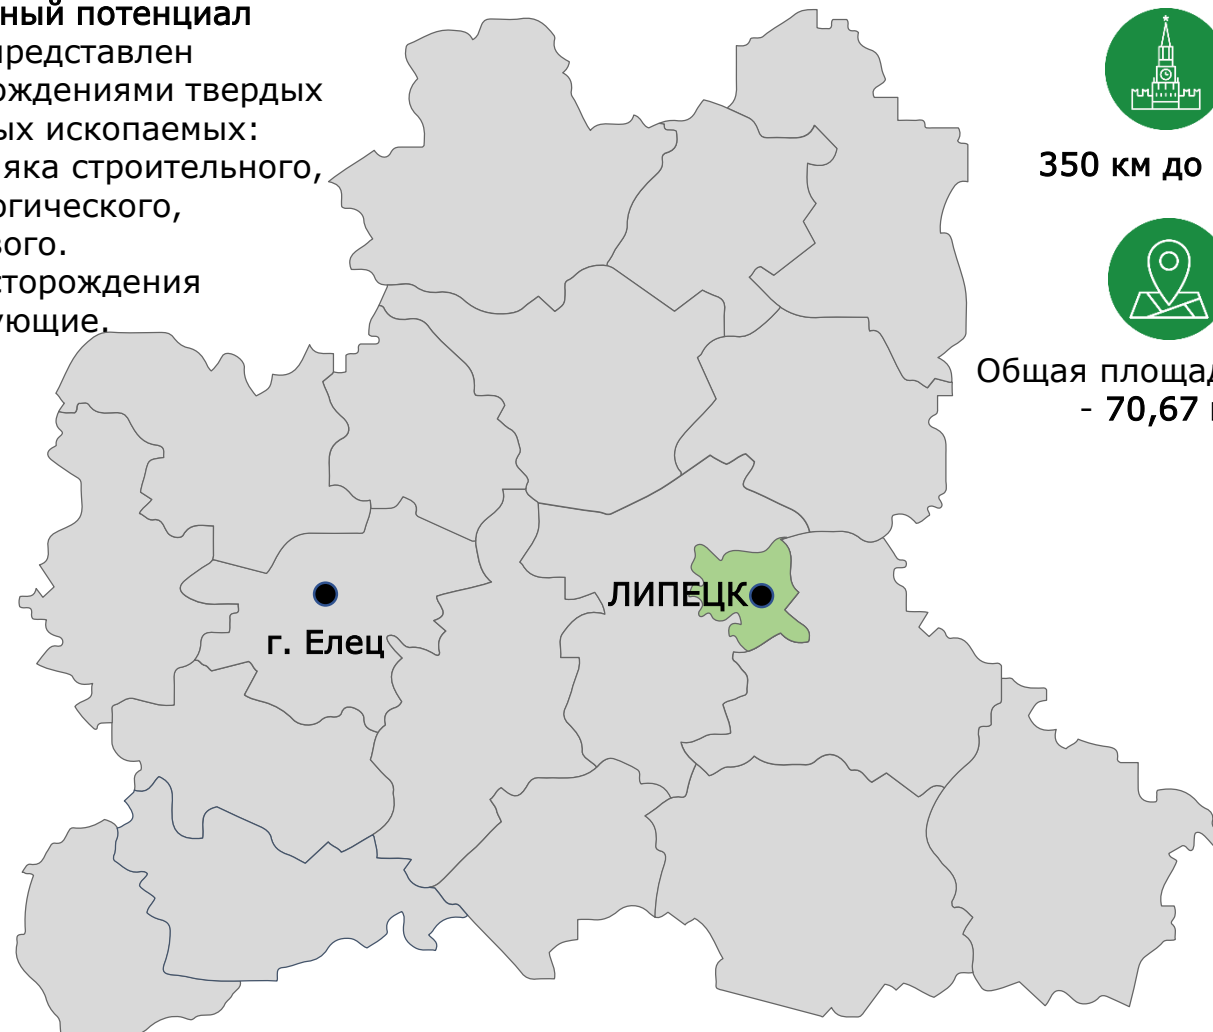 ный потенциал
представлен
ождениями твердых
ых ископаемых:
яка строительного,
огического,
вого.
сторождения
ующие.
350 км до
Общая площад
- 70,67
ЛИПЕЦК
г. Елец